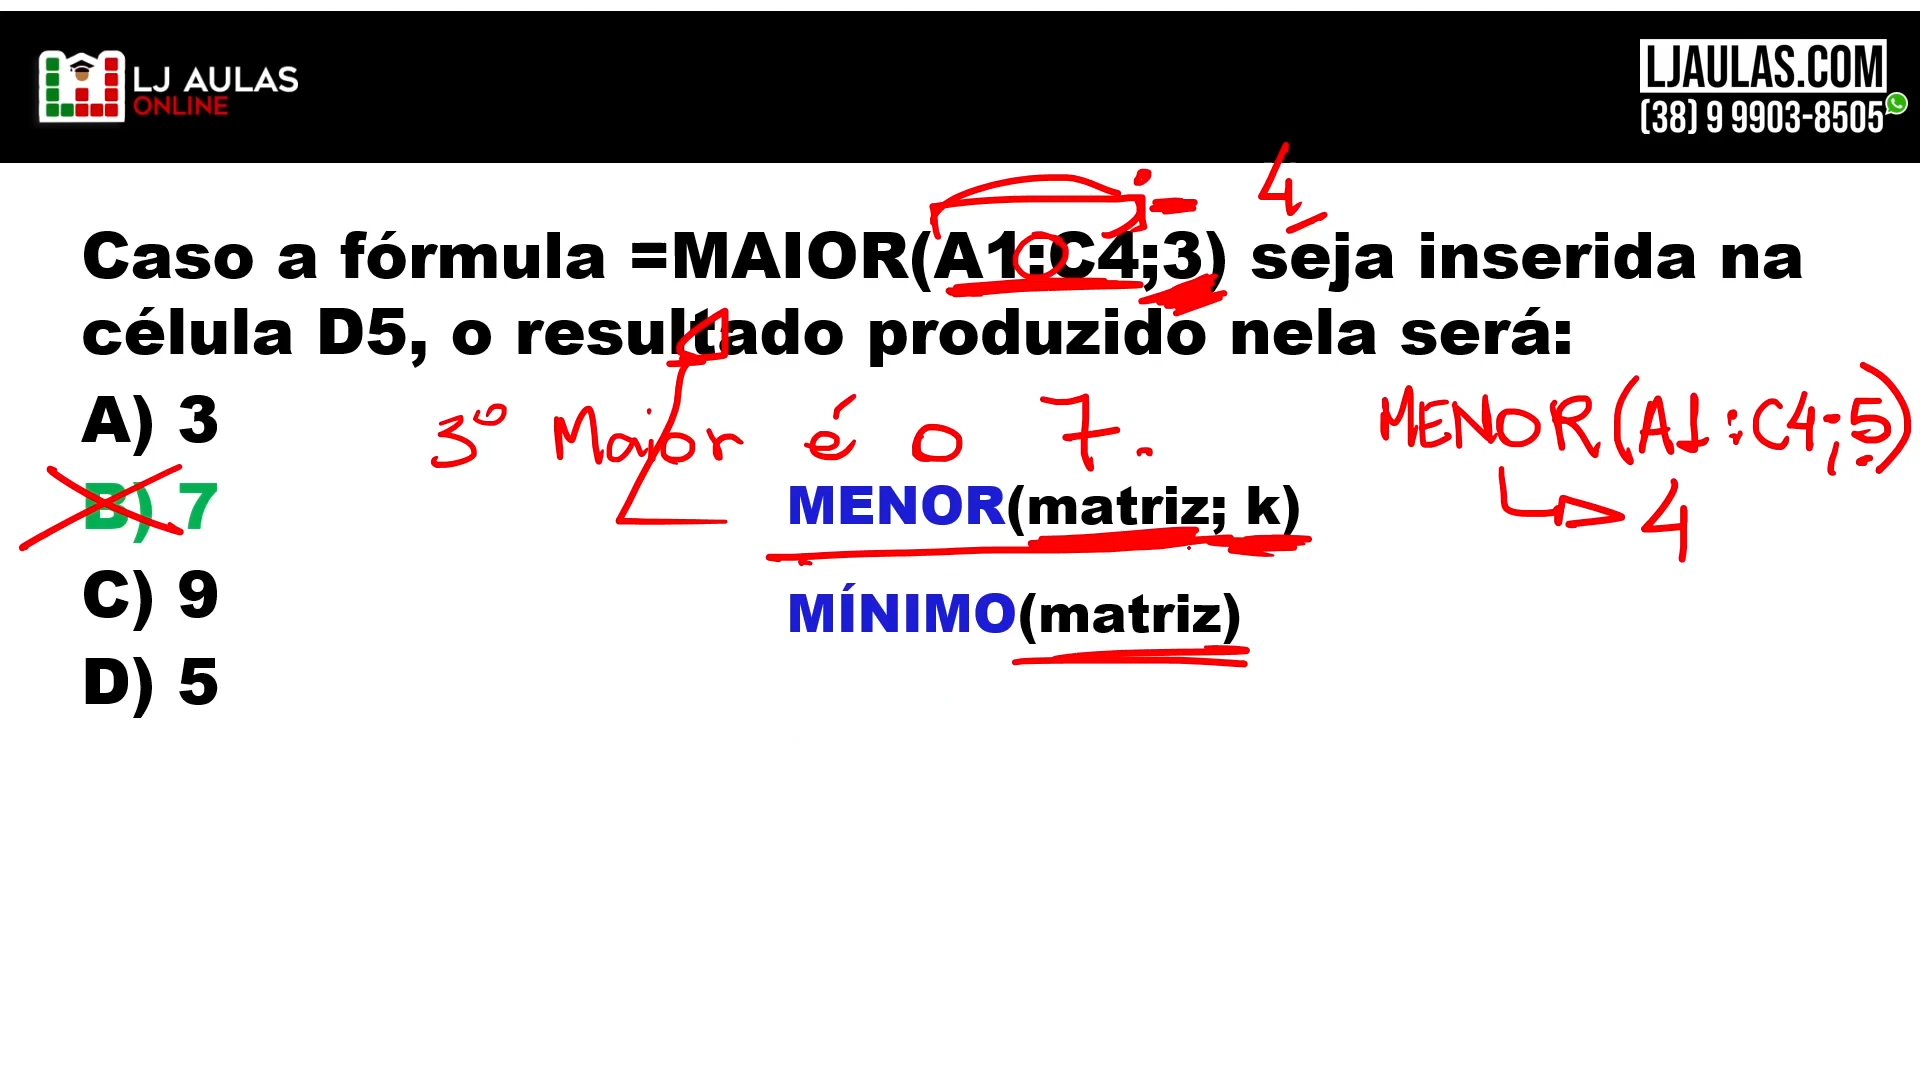 LJ AULAS
ONLINE
LJAULAS.COM
(38) 9 9903-8505
4
Caso a fórmula =MAIOR(A1:C4;3) seja inserida na
célula D5, o resultado produzido nela será:
A) 3
3º Maior é o 7.
MENOR(A1:C4;5)
B) 7
MENOR(matriz; k)
4
C) 9
MÍNIMO(matriz)
D) 5